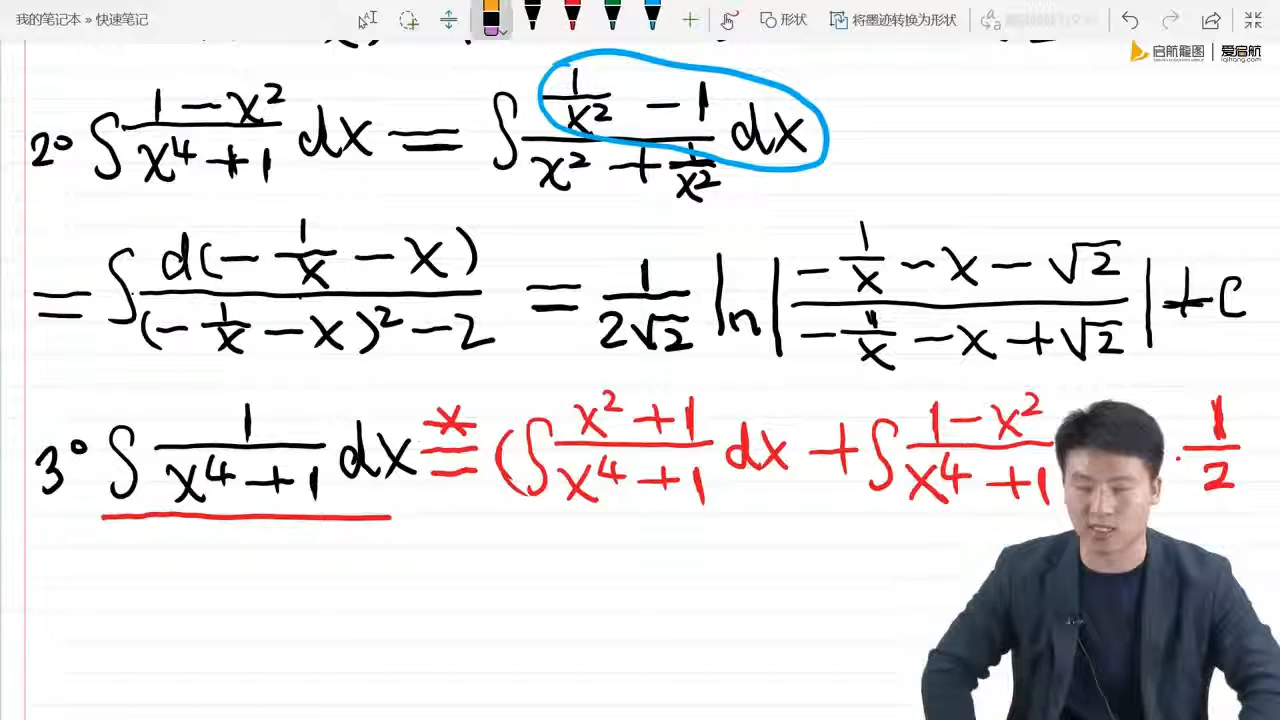 我的笔记本 » 快速笔记
形状 将墨迹转换为形状
启航龍图 | 爱启航
iqihang.com
2° ∫ (1-x²)/(x⁴+1) dx = ∫ (1/x² - 1)/(x² + 1/x²) dx
= ∫ d(-1/x - x)/((-1/x - x)² - 2) = 1/(2√2) ln |(-1/x - x - √2)/(-1/x - x + √2)| + C
3° ∫ 1/(x⁴+1) dx *= (∫ (x²+1)/(x⁴+1) dx + ∫ (1-x²)/(x⁴+1) · 1/2